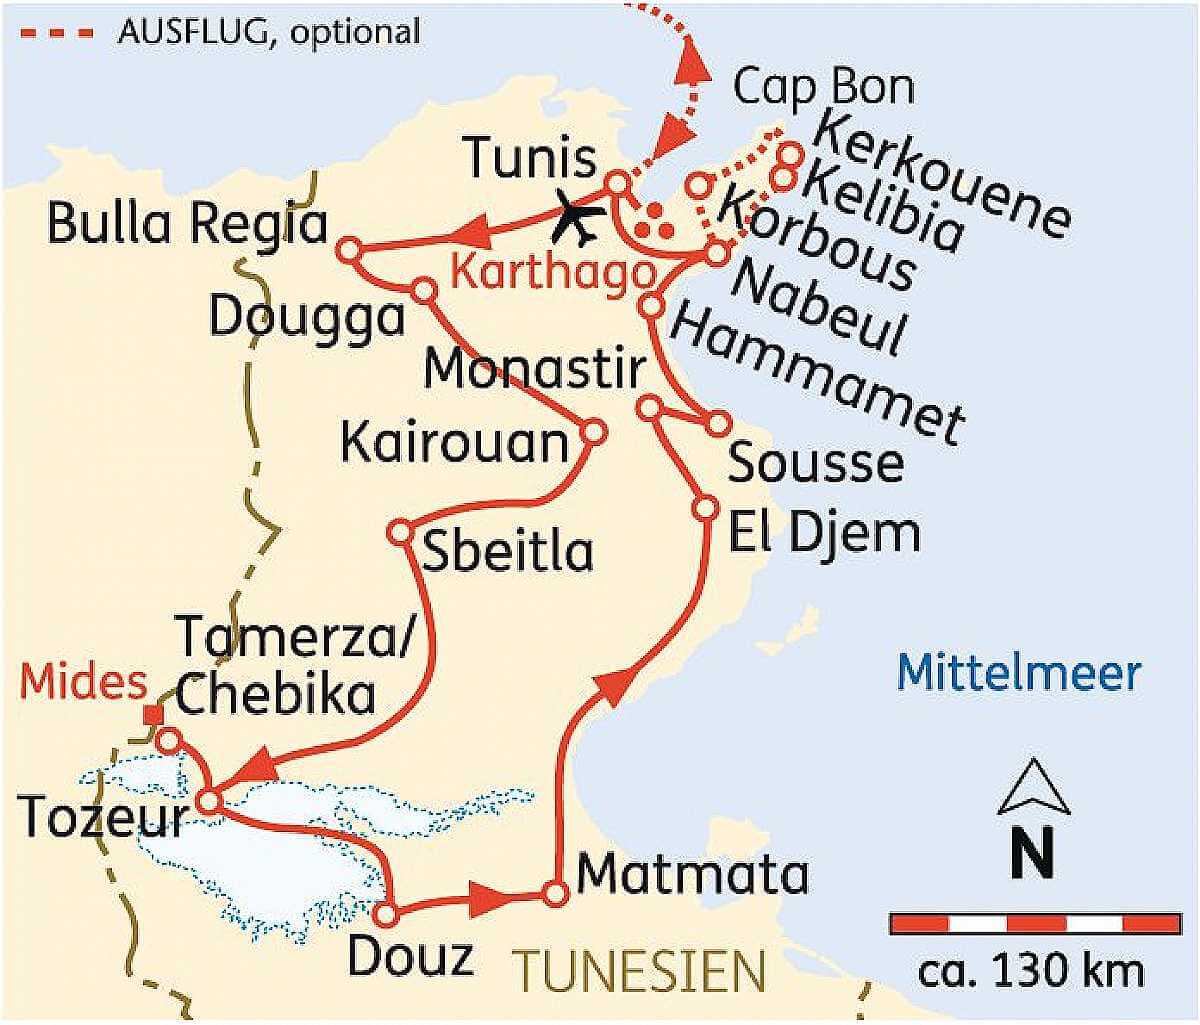 AUSFLUG, optional
Cap Bon
Kerkouene
Tunis
Kelibia
Korbous
Bulla Regia
Karthago
Nabeul
Dougga
Hammamet
Monastir
Kairouan
Sousse
El Djem
Sbeitla
Tamerza/
Chebika
Mides
Mittelmeer
Tozeur
N
Matmata
Douz
TUNESIEN
ca. 130 km